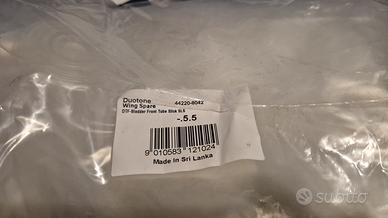 Duotone
Wing Spare 44220-8042
DTF-Bladder Front Tube Slick SLS
-.5.5
9 010583 121024
Made in Sri Lanka
subito